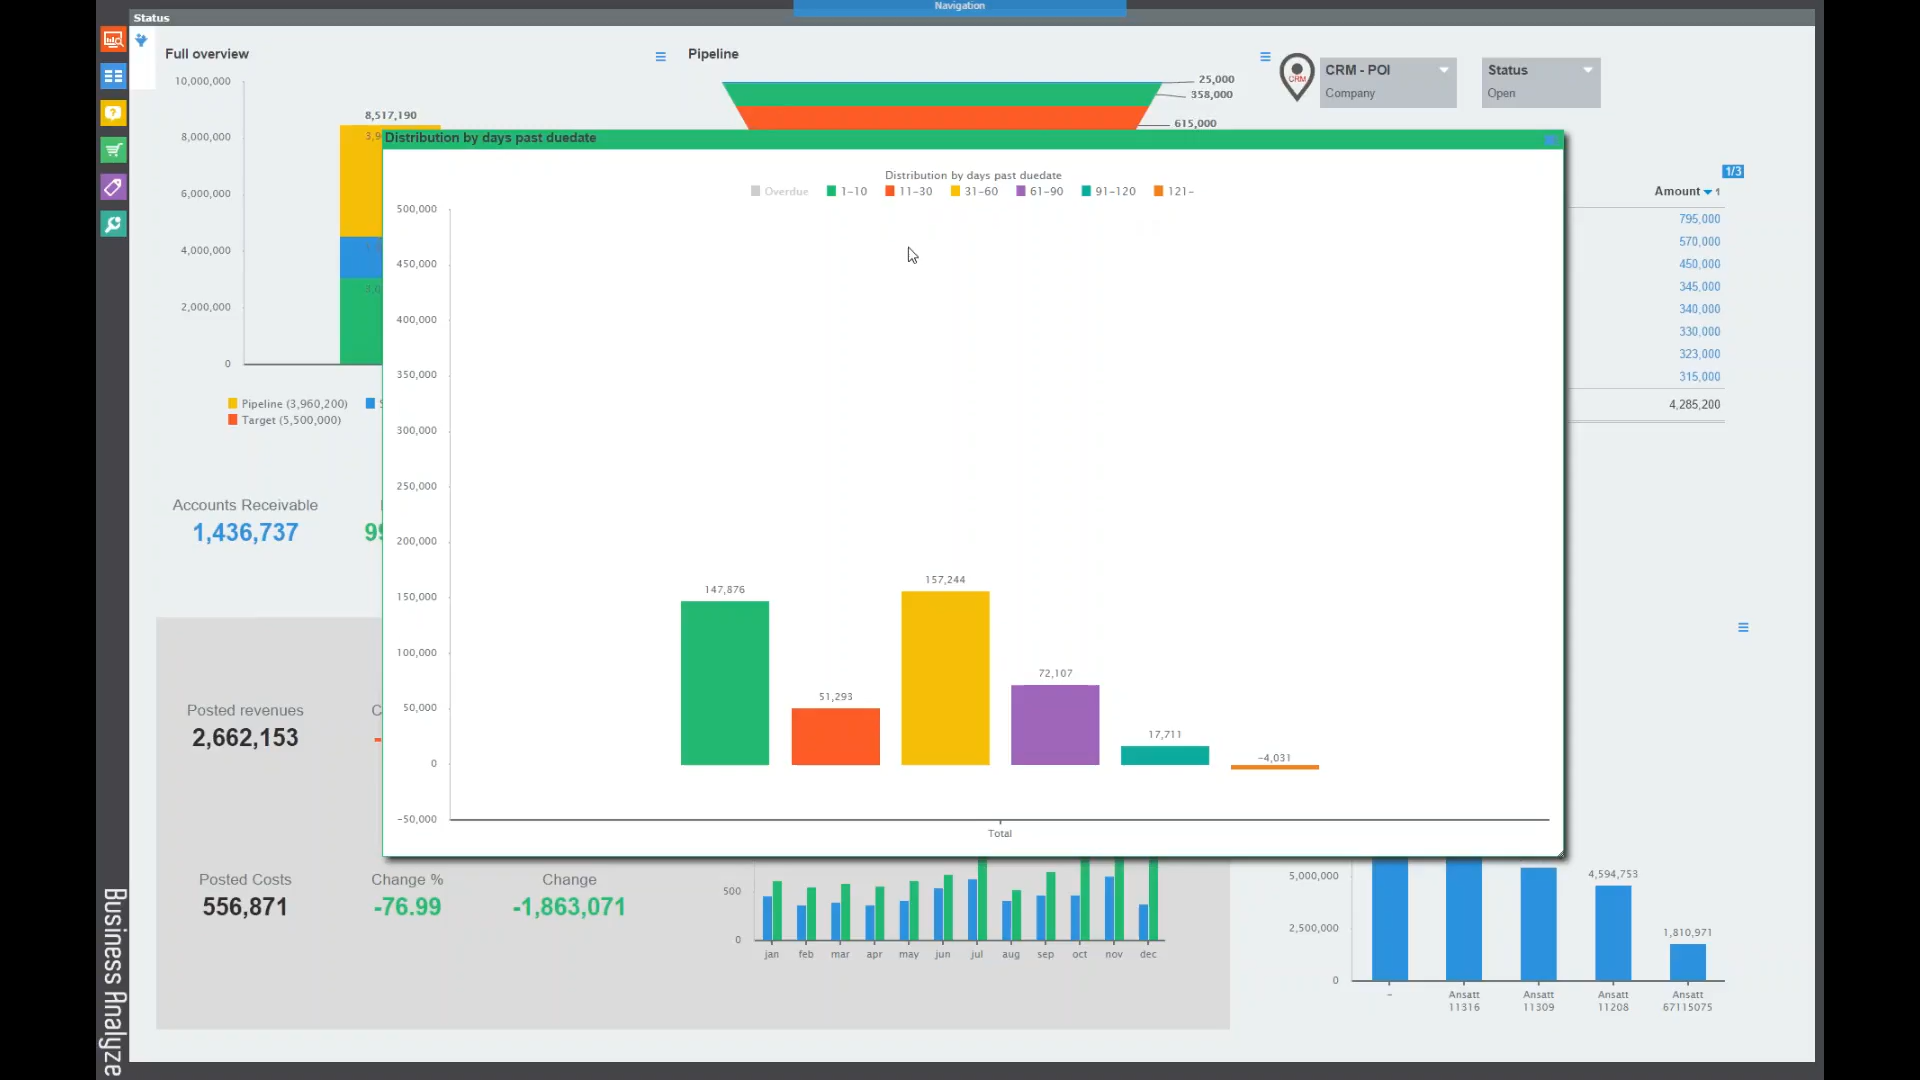 Navigation
Status
Full overview
Pipeline
10,000,000
8,000,000
6,000,000
4,000,000
2,000,000
0
8,517,190
Pipeline (3,960,200)
Target (5,500,000)
25,000
358,000
615,000
CRM
CRM - POI
Company
Status
Open
1/3
Amount 1
795,000
570,000
450,000
345,000
340,000
330,000
323,000
315,000
4,285,200
Distribution by days past duedate
Distribution by days past duedate
Overdue 1-10 11-30 31-60 61-90 91-120 121-
500,000
450,000
400,000
350,000
300,000
250,000
200,000
150,000
100,000
50,000
0
-50,000
147,876
51,293
157,244
72,107
17,711
-4,031
Total
Accounts Receivable
1,436,737
Posted revenues
2,662,153
Posted Costs
556,871
Change %
-76.99
Change
-1,863,071
500
0
jan feb mar apr may jun jul aug sep oct nov dec
5,000,000
2,500,000
0
4,594,753
1,810,971
-
Ansatt 11316
Ansatt 11309
Ansatt 11208
Ansatt 67115075
Business Analyze